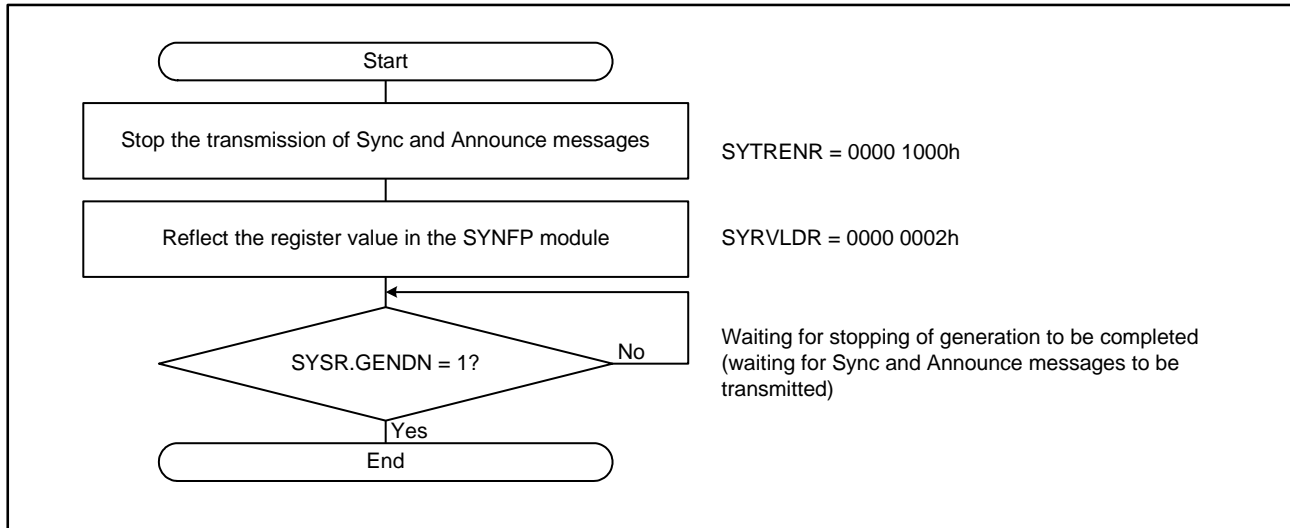 Start
Stop the transmission of Sync and Announce messages
SYTRENR = 0000 1000h
Reflect the register value in the SYNFP module
SYRVLDR = 0000 0002h
SYSR.GENDN = 1?
No
Waiting for stopping of generation to be completed
(waiting for Sync and Announce messages to be
transmitted)
Yes
End